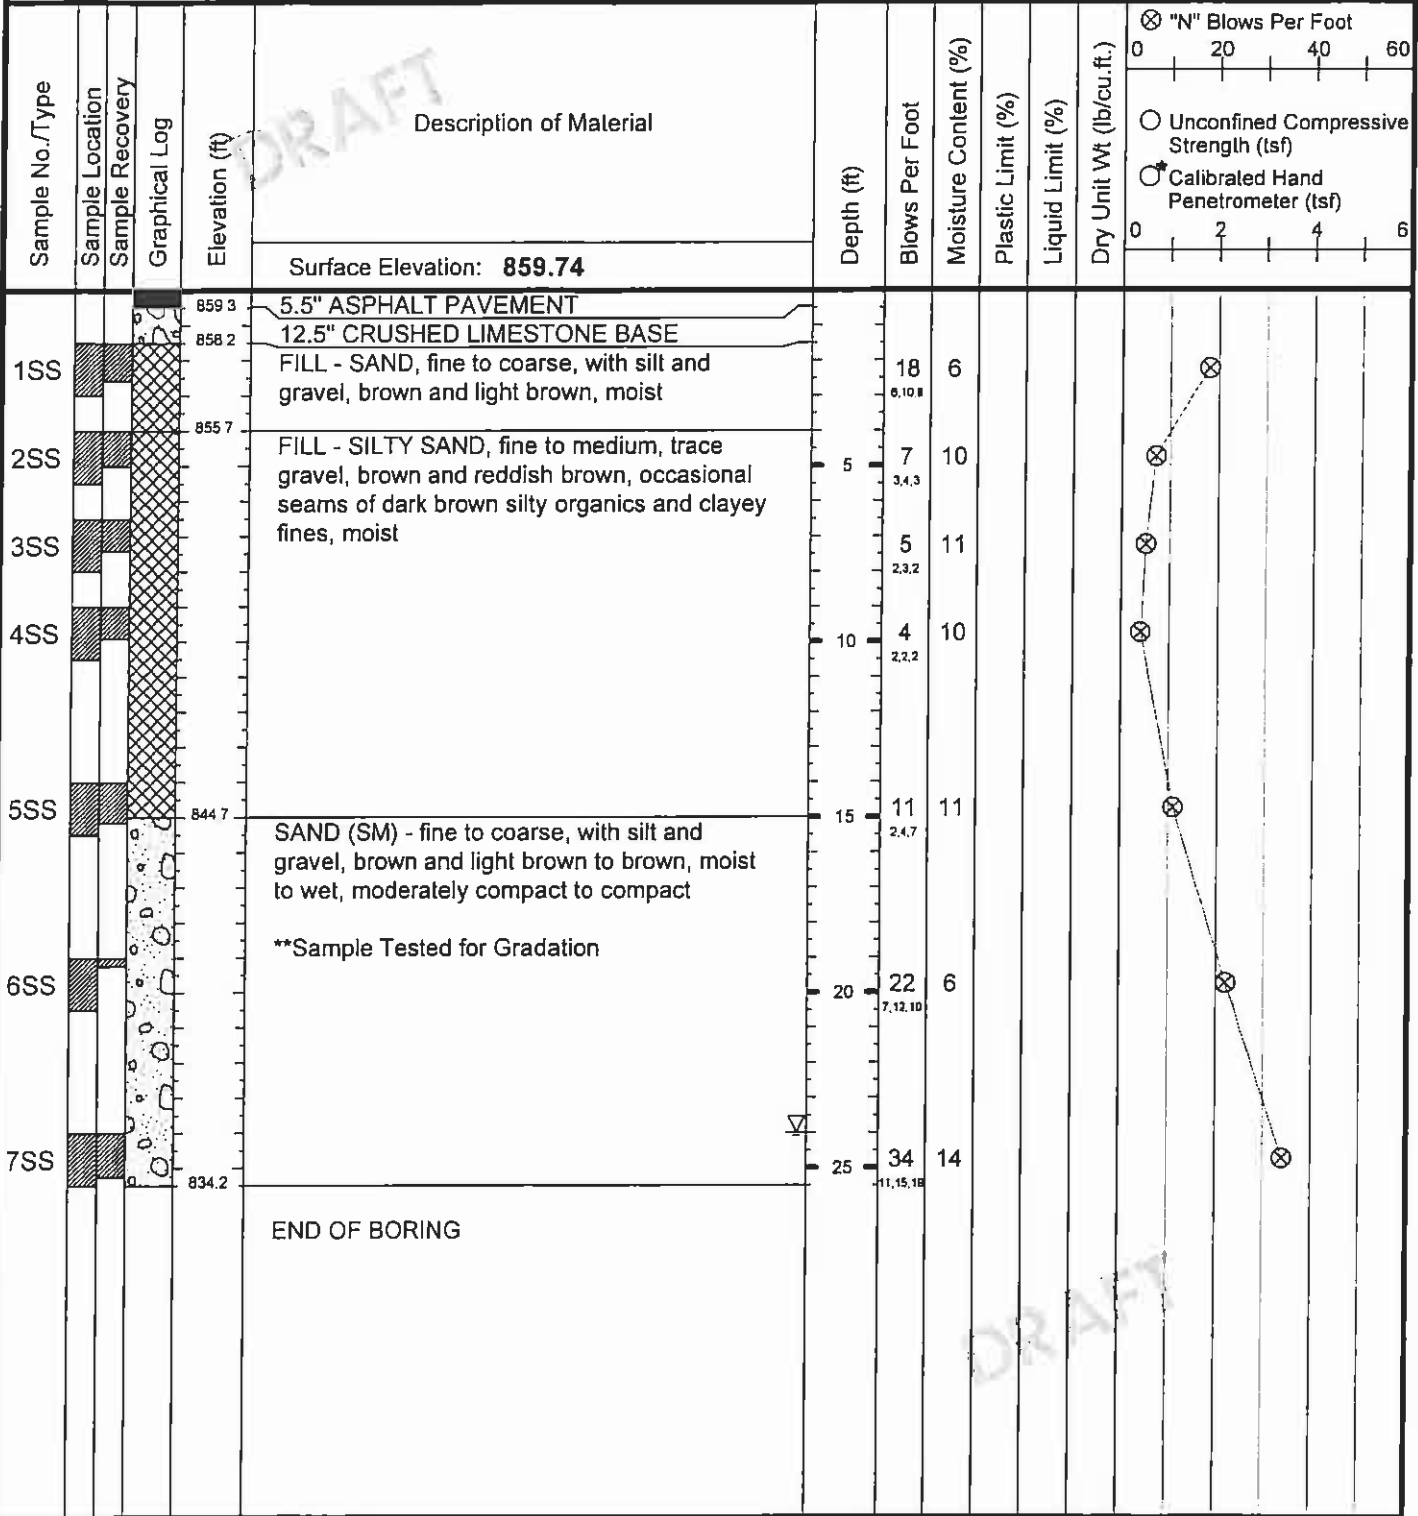 Sample No./Type
Sample Location
Sample Recovery
Graphical Log
Elevation (ft)
Description of Material
Surface Elevation: 859.74
Depth (ft)
Blows Per Foot
Moisture Content (%)
Plastic Limit (%)
Liquid Limit (%)
Dry Unit Wt (lb/cu.ft.)
"N" Blows Per Foot
0 20 40 60
Unconfined Compressive
Strength (tsf)
* Calibrated Hand
Penetrometer (tsf)
0 2 4 6
DRAFT
859 3
5.5" ASPHALT PAVEMENT
858 2
12.5" CRUSHED LIMESTONE BASE
1SS
FILL - SAND, fine to coarse, with silt and
gravel, brown and light brown, moist
18 6
855 7
2SS
FILL - SILTY SAND, fine to medium, trace
gravel, brown and reddish brown, occasional
seams of dark brown silty organics and clayey
fines, moist
5 7 10
3,4,3
3SS
5 11
2,3,2
4SS
10 4 10
2,2,2
5SS
844 7
15 11 11
2,4,7
SAND (SM) - fine to coarse, with silt and
gravel, brown and light brown to brown, moist
to wet, moderately compact to compact
**Sample Tested for Gradation
6SS
20 22 6
7,12,10
7SS
25 34 14
834.2
END OF BORING
DRAFT